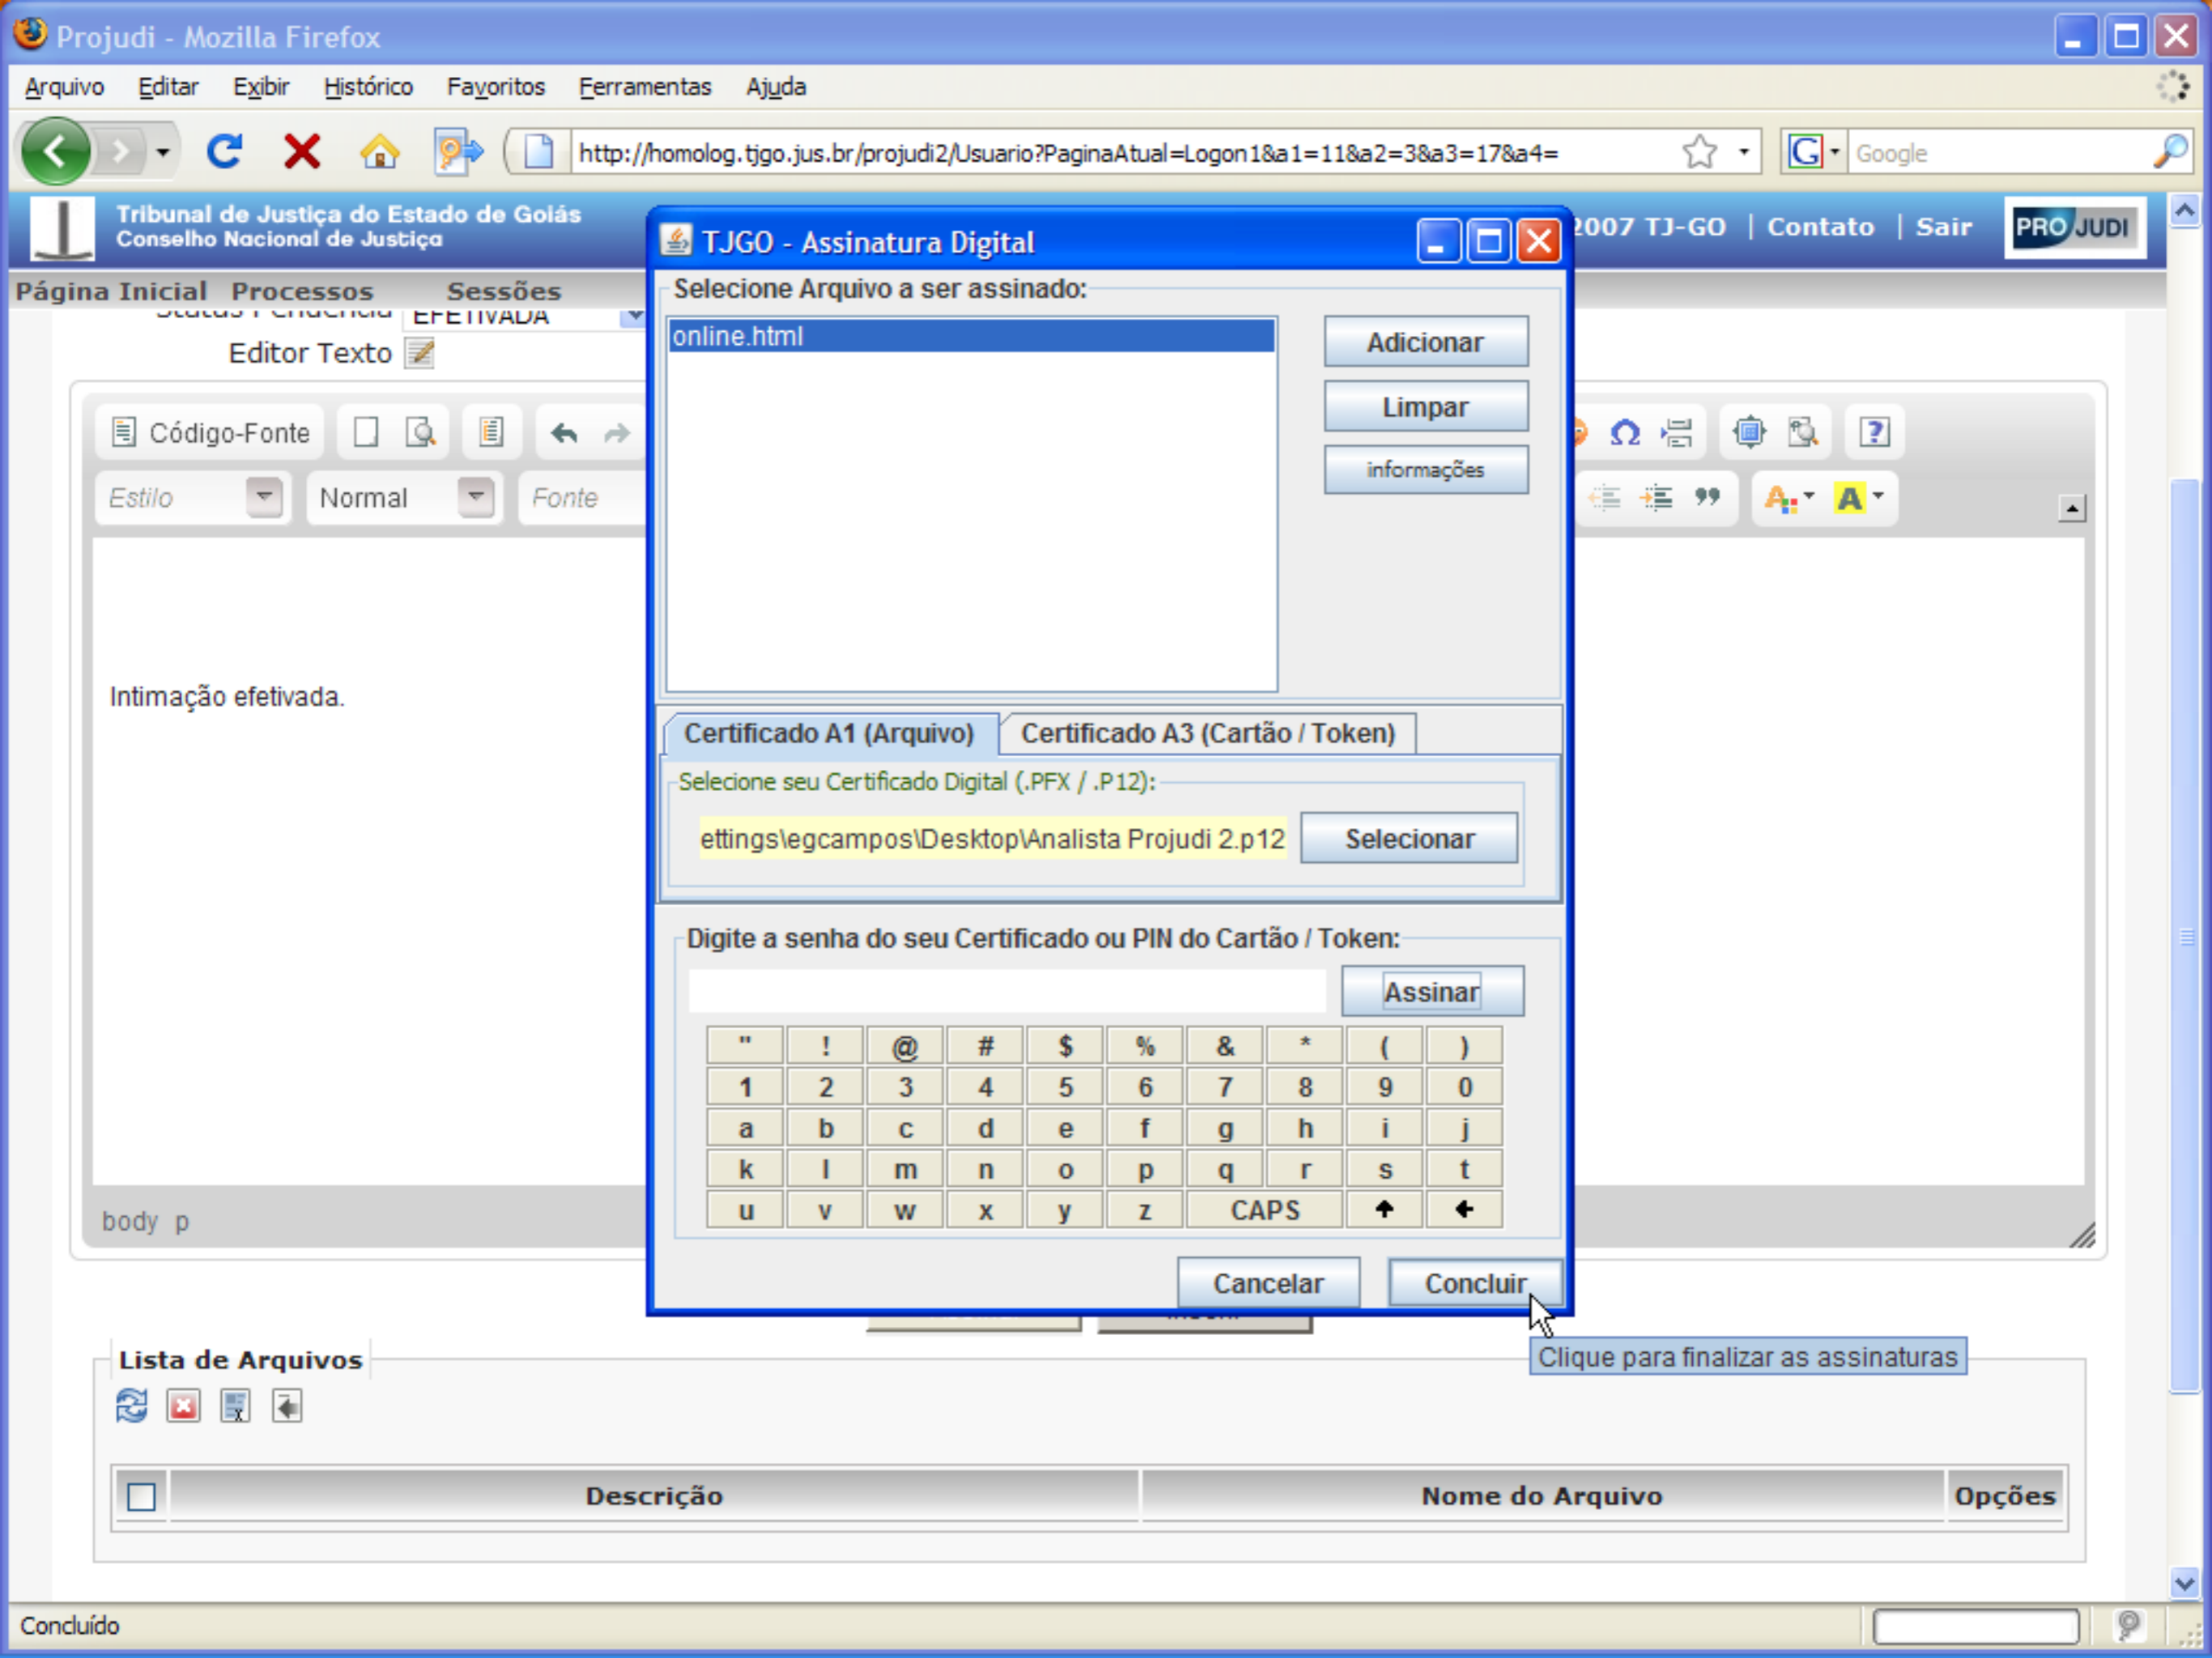 Projudi - Mozilla Firefox
Arquivo Editar Exibir Histórico Favoritos Ferramentas Ajuda
http://homolog.tjgo.jus.br/projudi2/Usuario?PaginaAtual=Logon1&a1=11&a2=3&a3=17&a4=
G Google
Tribunal de Justiça do Estado de Goiás
Conselho Nacional de Justiça
2007 TJ-GO | Contato | Sair
PROJUDI
Página Inicial Processos Sessões
Status Pendência EFETIVADA
Editor Texto
Código-Fonte
Estilo Normal Fonte
Intimação efetivada.
body p
TJGO - Assinatura Digital
Selecione Arquivo a ser assinado:
online.html
Adicionar
Limpar
informações
Certificado A1 (Arquivo) Certificado A3 (Cartão / Token)
Selecione seu Certificado Digital (.PFX / .P12):
ettings\egcampos\Desktop\Analista Projudi 2.p12 Selecionar
Digite a senha do seu Certificado ou PIN do Cartão / Token:
Assinar
" ! @ # $ % & * ( )
1 2 3 4 5 6 7 8 9 0
a b c d e f g h i j
k l m n o p q r s t
u v w x y z CAPS
Cancelar Concluir
Clique para finalizar as assinaturas
Lista de Arquivos
Descrição Nome do Arquivo Opções
Concluído